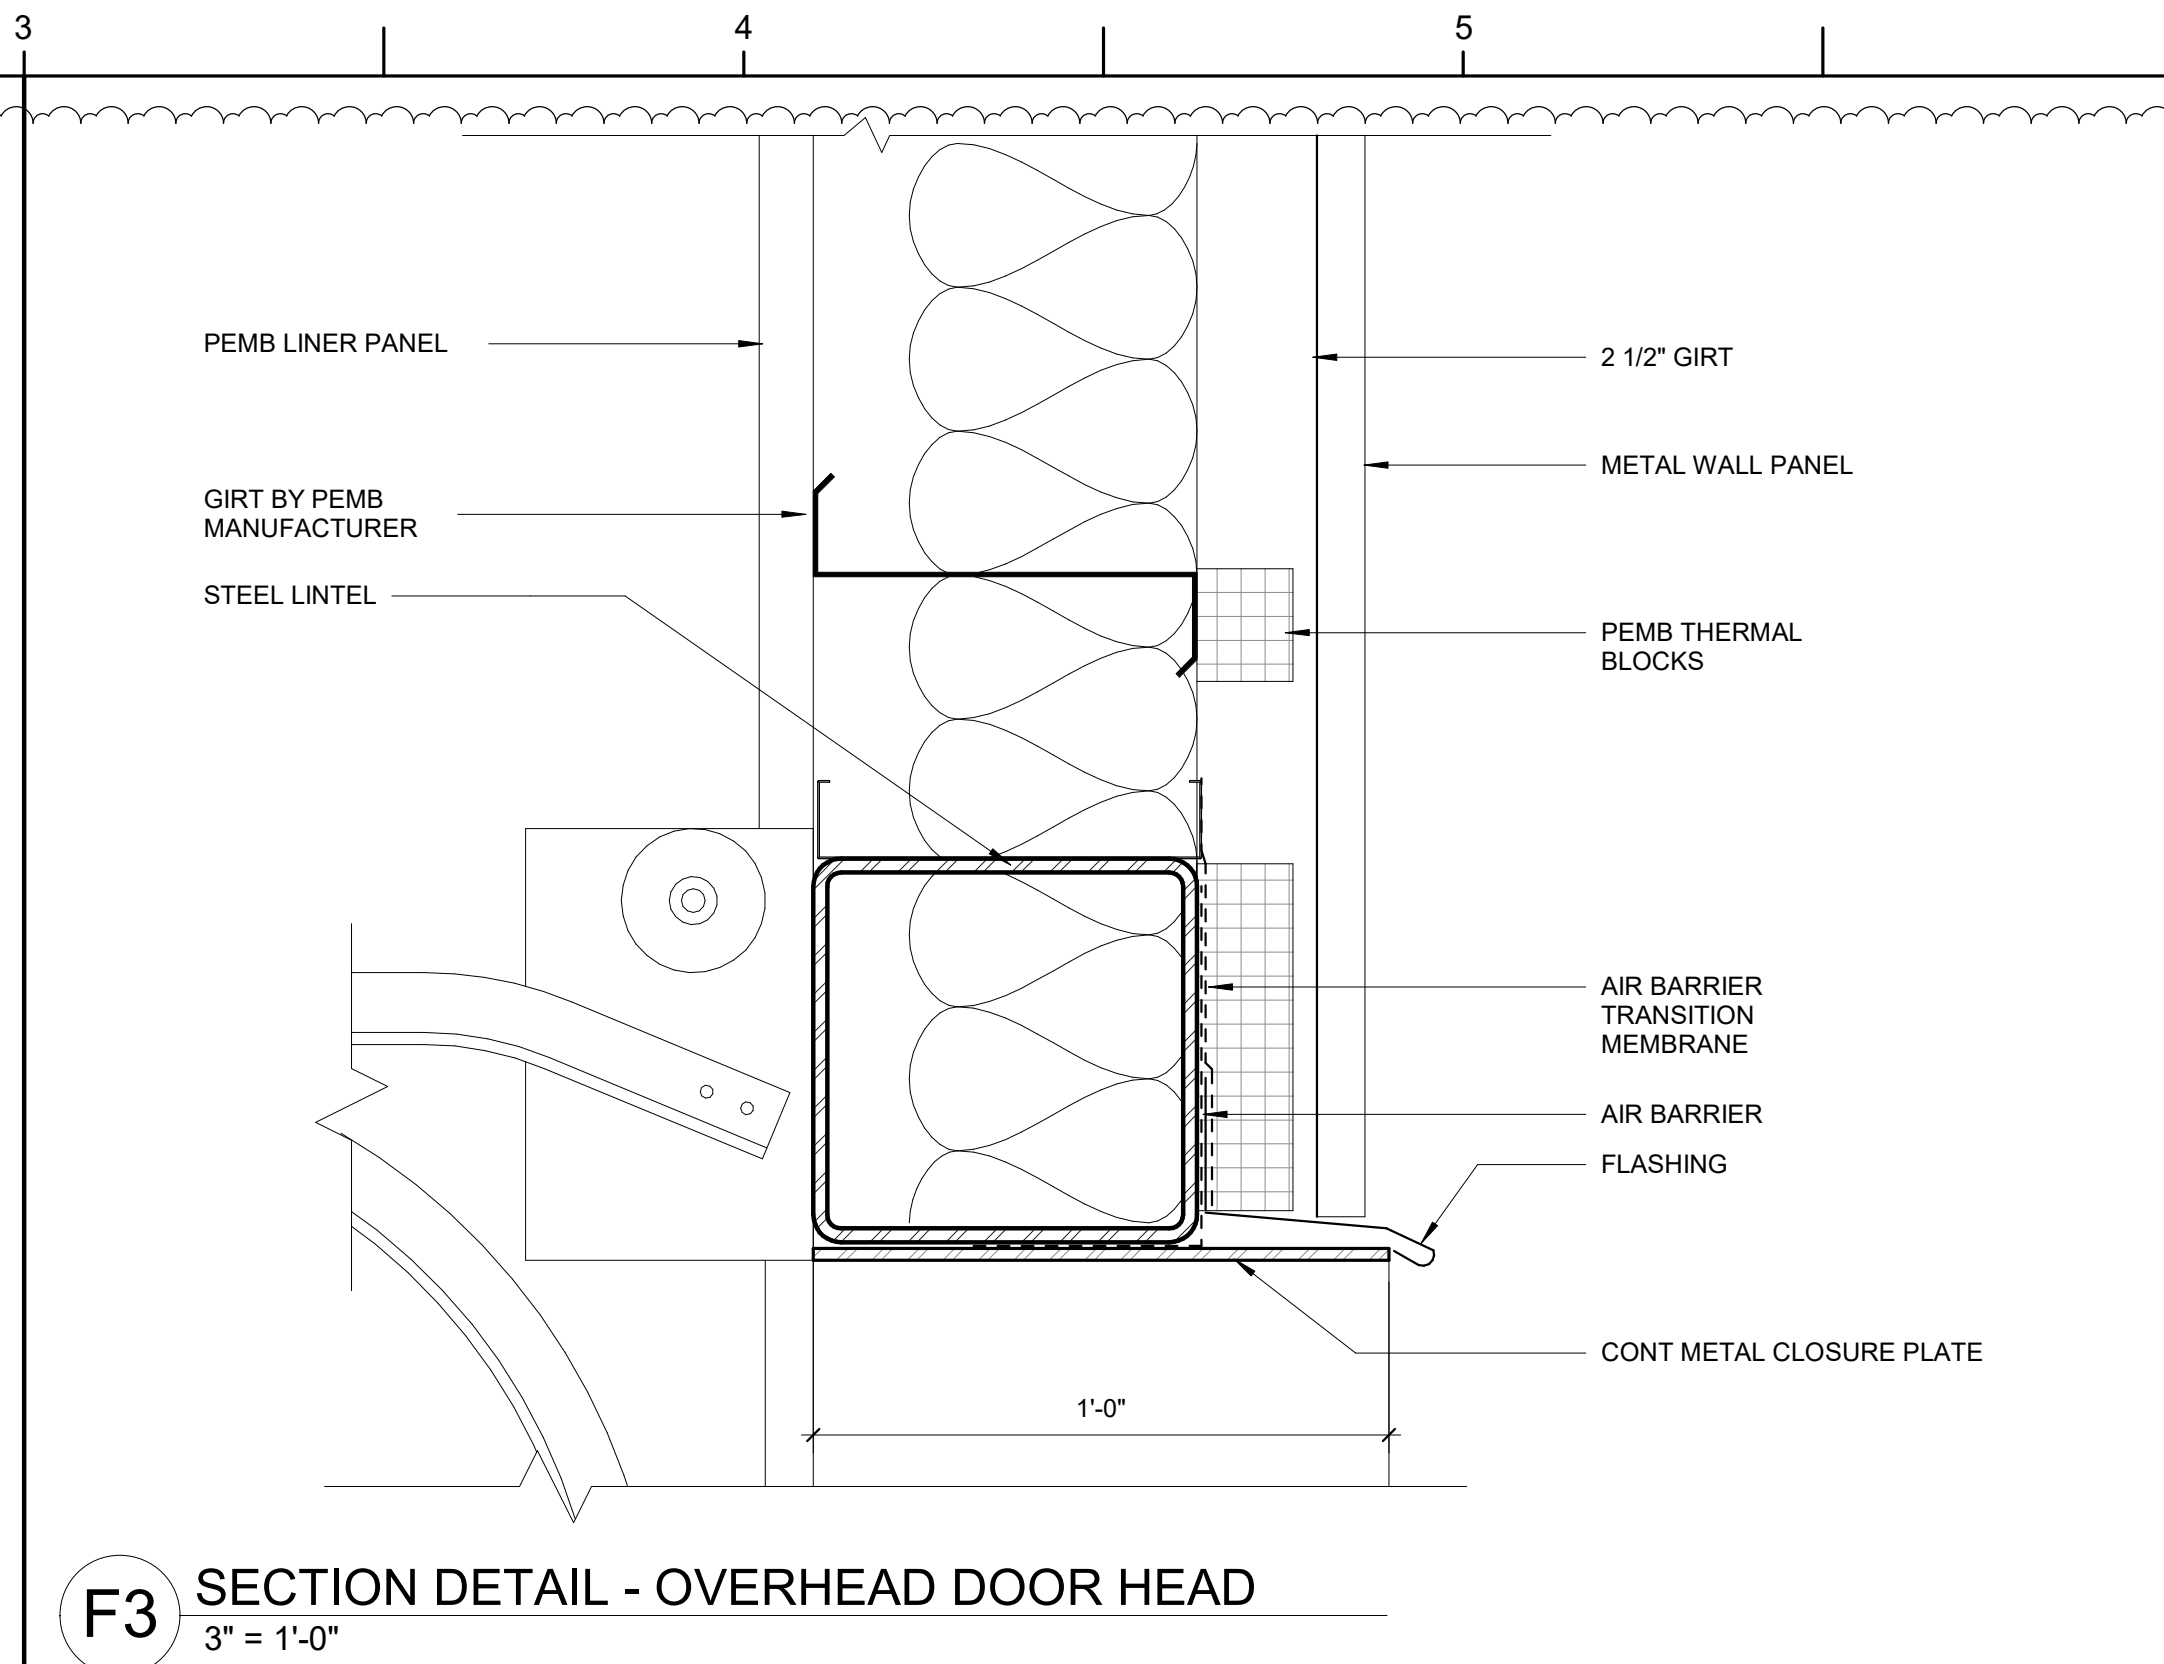 3
4
5
PEMB LINER PANEL
2 1/2" GIRT
METAL WALL PANEL
GIRT BY PEMB
MANUFACTURER
STEEL LINTEL
PEMB THERMAL
BLOCKS
AIR BARRIER
TRANSITION
MEMBRANE
AIR BARRIER
FLASHING
CONT METAL CLOSURE PLATE
1'-0"
F3
SECTION DETAIL - OVERHEAD DOOR HEAD
3" = 1'-0"